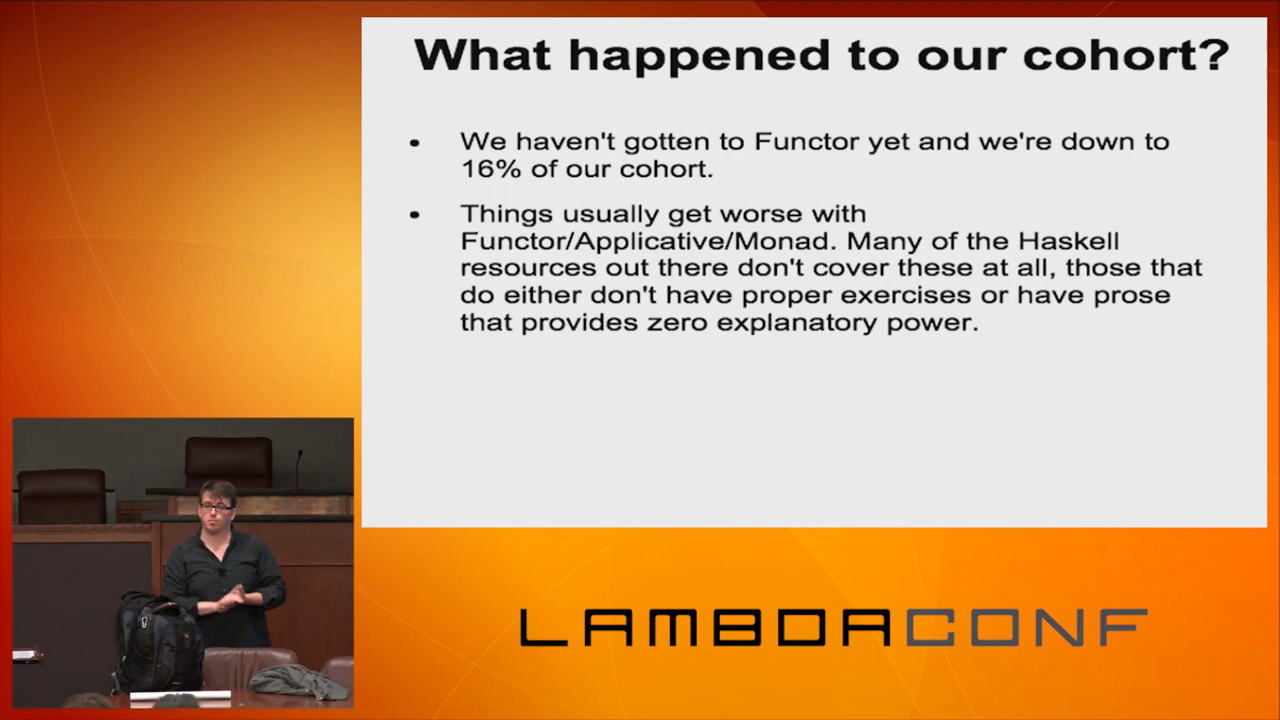 What happened to our cohort?
• We haven't gotten to Functor yet and we're down to
16% of our cohort.
• Things usually get worse with
Functor/Applicative/Monad. Many of the Haskell
resources out there don't cover these at all, those that
do either don't have proper exercises or have prose
that provides zero explanatory power.
LAMBDACONF